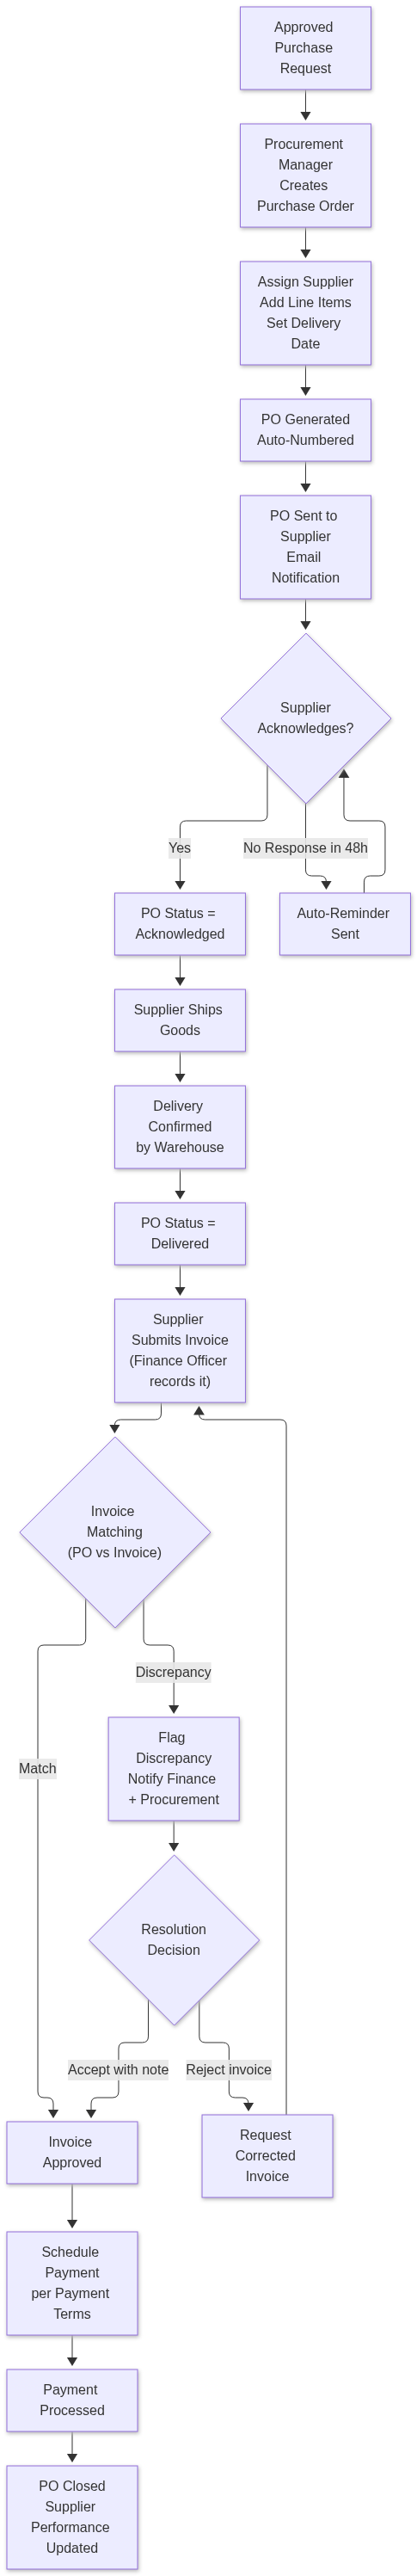 Approved
Purchase
Request
Procurement
Manager
Creates
Purchase Order
Assign Supplier
Add Line Items
Set Delivery
Date
PO Generated
Auto-Numbered
PO Sent to
Supplier
Email
Notification
Supplier
Acknowledges?
Yes
No Response in 48h
PO Status =
Acknowledged
Auto-Reminder
Sent
Supplier Ships
Goods
Delivery
Confirmed
by Warehouse
PO Status =
Delivered
Supplier
Submits Invoice
(Finance Officer
records it)
Invoice
Matching
(PO vs Invoice)
Discrepancy
Match
Flag
Discrepancy
Notify Finance
+ Procurement
Resolution
Decision
Accept with note
Reject invoice
Invoice
Approved
Request
Corrected
Invoice
Schedule
Payment
per Payment
Terms
Payment
Processed
PO Closed
Supplier
Performance
Updated